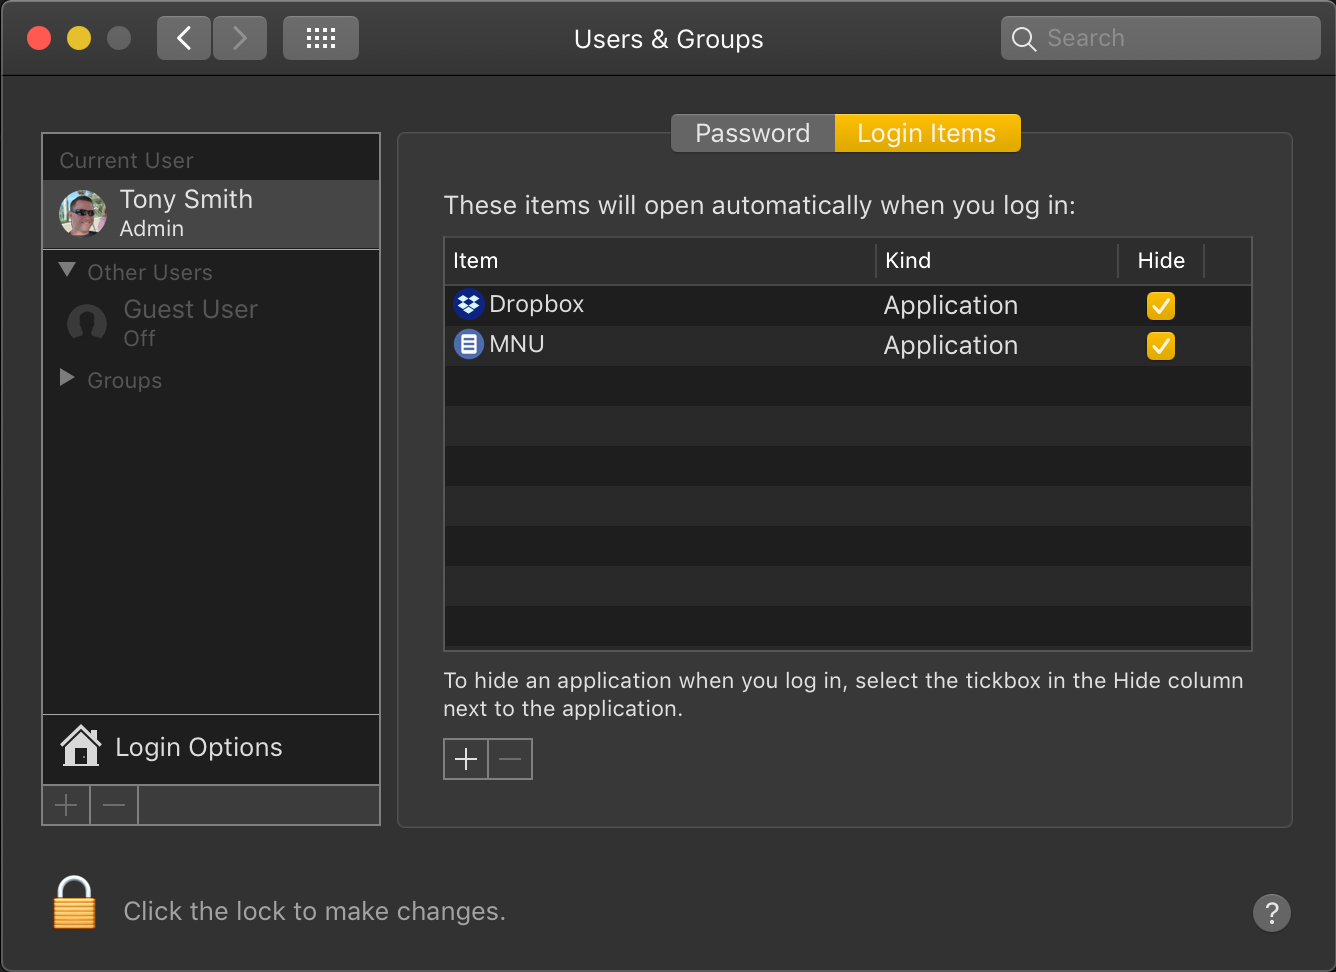 Users & Groups
Search
Password
Login Items
Current User
Tony Smith
Admin
Other Users
Guest User
Off
Groups
Login Options
These items will open automatically when you log in:
Item Kind Hide
Dropbox Application
MNU Application
To hide an application when you log in, select the tickbox in the Hide column
next to the application.
Click the lock to make changes.
?